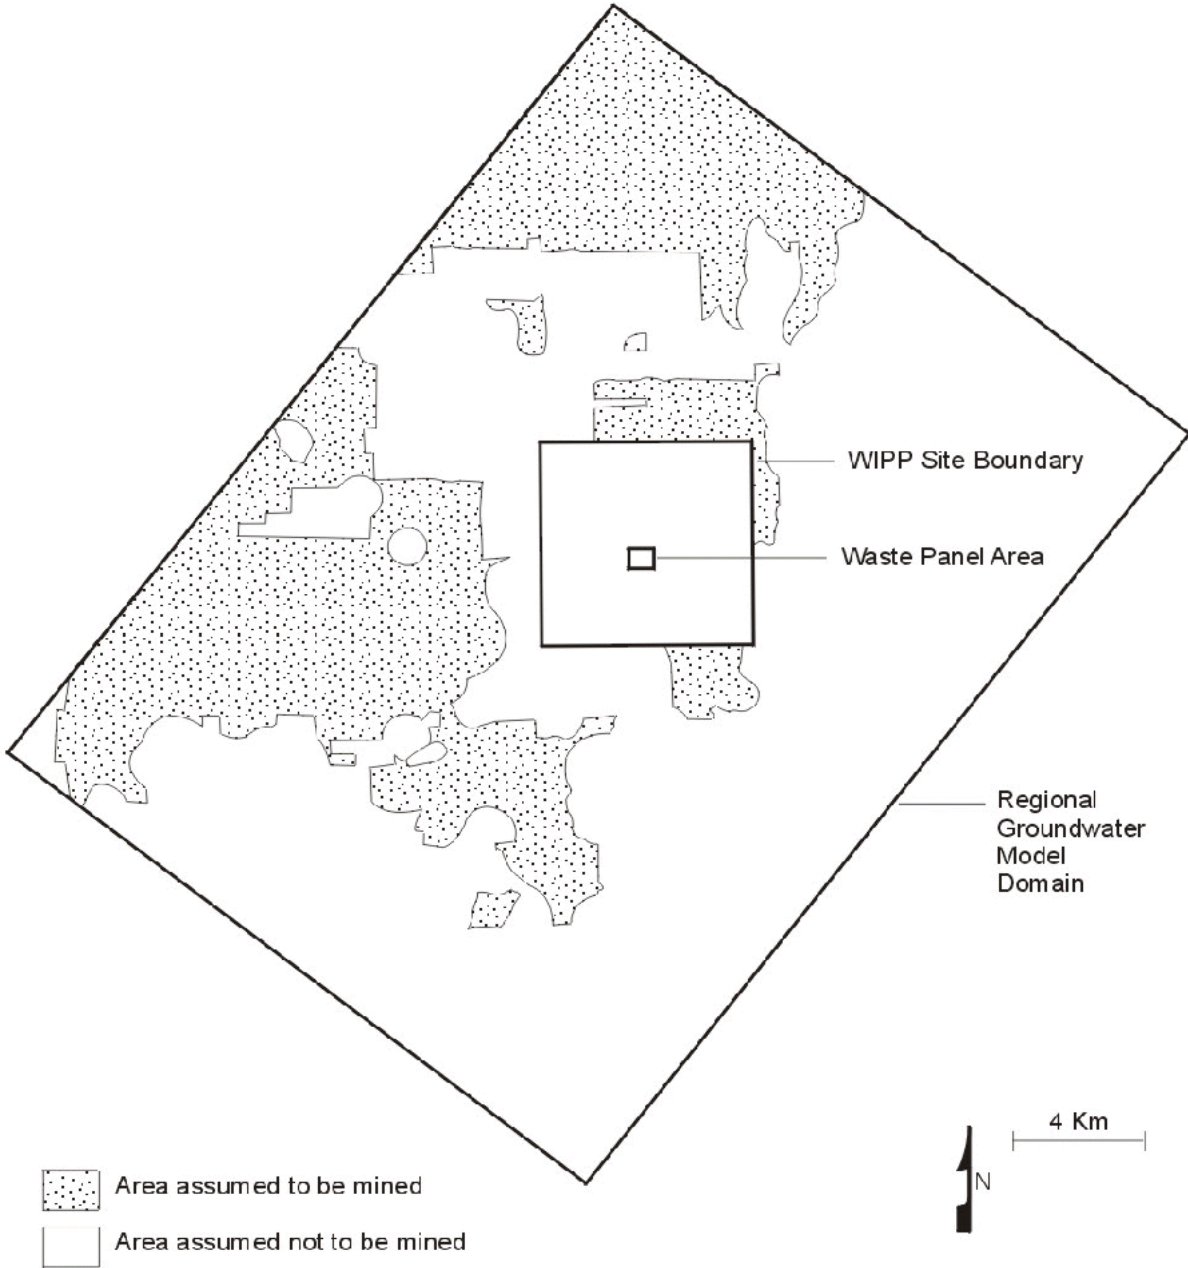 WIPP Site Boundary
Waste Panel Area
Regional
Groundwater
Model
Domain
4 Km
N
Area assumed to be mined
Area assumed not to be mined